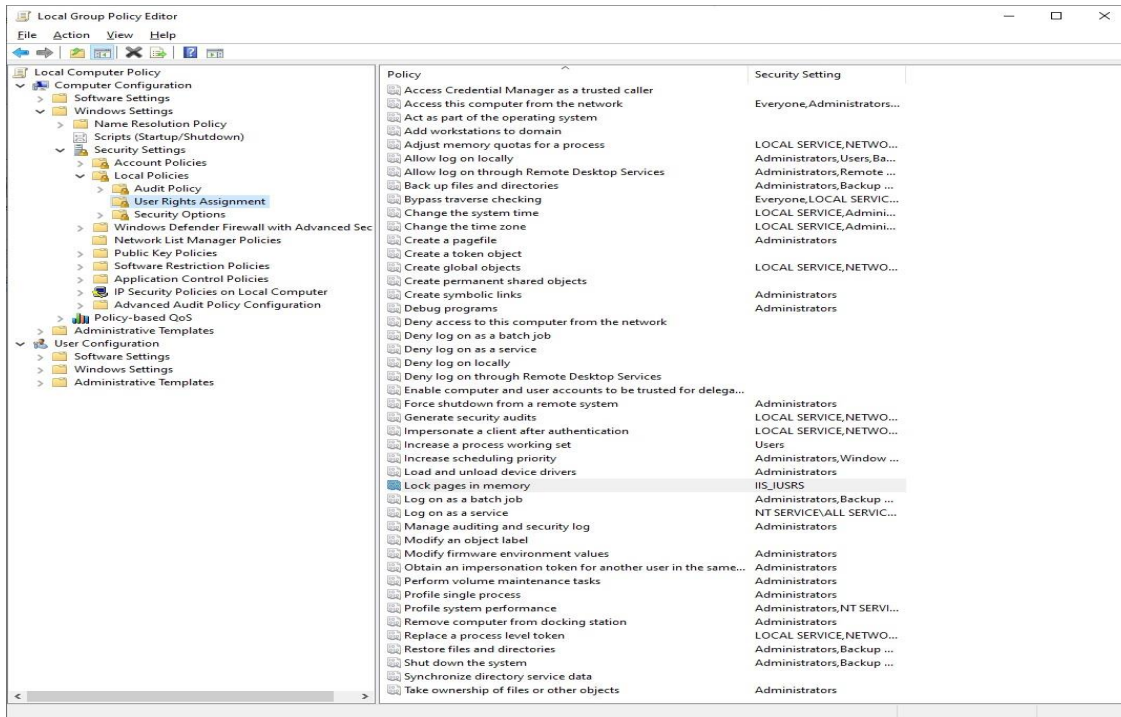 Local Group Policy Editor
File Action View Help
Local Computer Policy
Computer Configuration
Software Settings
Windows Settings
Name Resolution Policy
Scripts (Startup/Shutdown)
Security Settings
Account Policies
Local Policies
Audit Policy
User Rights Assignment
Security Options
Windows Defender Firewall with Advanced Sec
Network List Manager Policies
Public Key Policies
Software Restriction Policies
Application Control Policies
IP Security Policies on Local Computer
Advanced Audit Policy Configuration
Policy-based QoS
Administrative Templates
User Configuration
Software Settings
Windows Settings
Administrative Templates
Policy Security Setting
Access Credential Manager as a trusted caller
Access this computer from the network Everyone,Administrators...
Act as part of the operating system
Add workstations to domain
Adjust memory quotas for a process LOCAL SERVICE,NETWO...
Allow log on locally Administrators,Users,Ba...
Allow log on through Remote Desktop Services Administrators,Remote ...
Back up files and directories Administrators,Backup ...
Bypass traverse checking Everyone,LOCAL SERVIC...
Change the system time LOCAL SERVICE,Admini...
Change the time zone LOCAL SERVICE,Admini...
Create a pagefile Administrators
Create a token object
Create global objects LOCAL SERVICE,NETWO...
Create permanent shared objects
Create symbolic links Administrators
Debug programs Administrators
Deny access to this computer from the network
Deny log on as a batch job
Deny log on as a service
Deny log on locally
Deny log on through Remote Desktop Services
Enable computer and user accounts to be trusted for delega...
Force shutdown from a remote system Administrators
Generate security audits LOCAL SERVICE,NETWO...
Impersonate a client after authentication LOCAL SERVICE,NETWO...
Increase a process working set Users
Increase scheduling priority Administrators,Window ...
Load and unload device drivers Administrators
Lock pages in memory IIS_IUSRS
Log on as a batch job Administrators,Backup ...
Log on as a service NT SERVICE\ALL SERVIC...
Manage auditing and security log Administrators
Modify an object label
Modify firmware environment values Administrators
Obtain an impersonation token for another user in the same... Administrators
Perform volume maintenance tasks Administrators
Profile single process Administrators
Profile system performance Administrators,NT SERVI...
Remove computer from docking station Administrators
Replace a process level token LOCAL SERVICE,NETWO...
Restore files and directories Administrators,Backup ...
Shut down the system Administrators,Backup ...
Synchronize directory service data
Take ownership of files or other objects Administrators